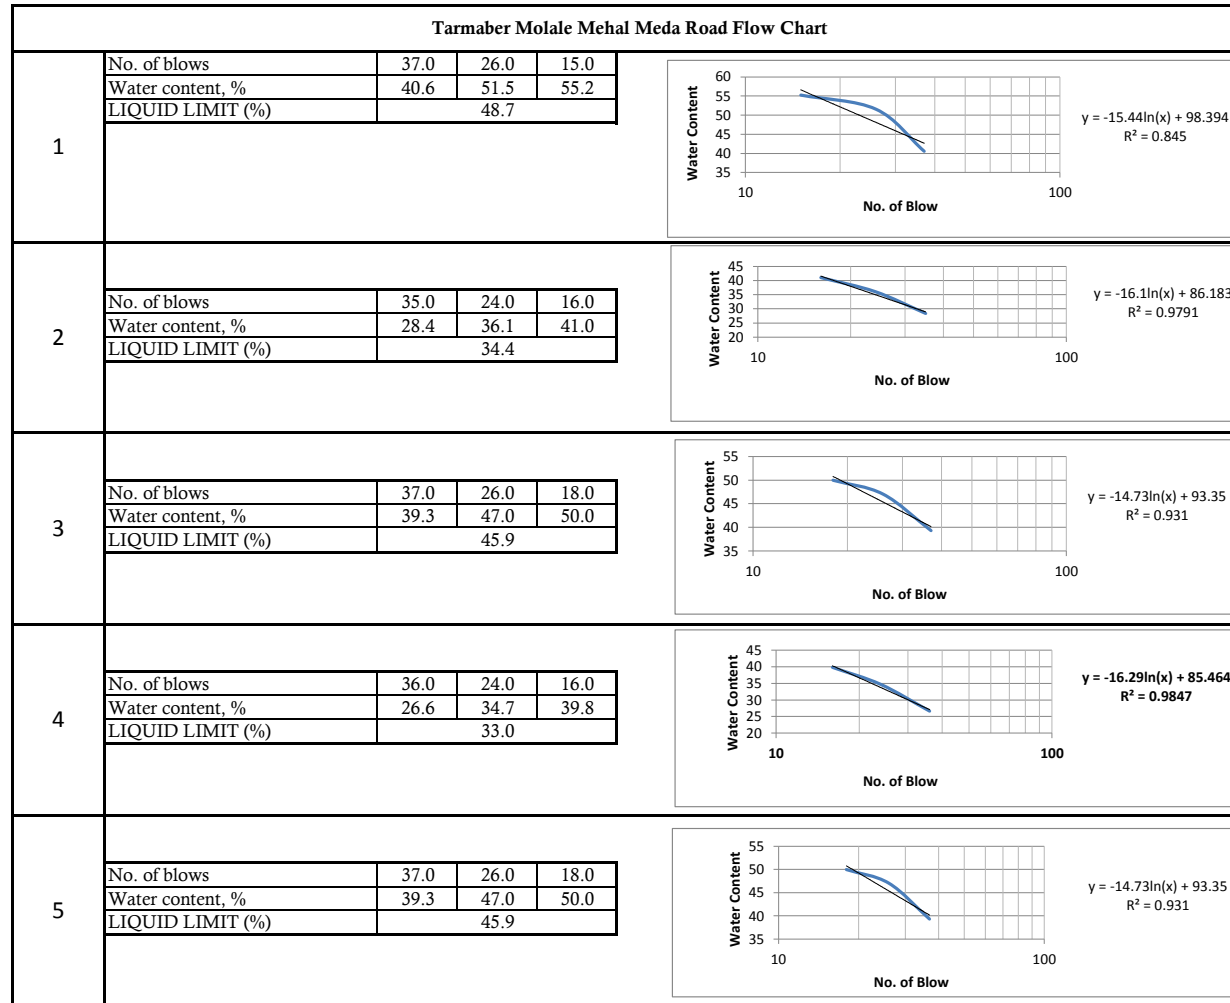 Tarmaber Molale Mehal Meda Road Flow Chart
1
No. of blows 37.0 26.0 15.0
Water content, % 40.6 51.5 55.2
LIQUID LIMIT (%) 48.7
60
55
50
45
40
35
Water Content
10 100
No. of Blow
y = -15.44ln(x) + 98.394
R² = 0.845
2
No. of blows 35.0 24.0 16.0
Water content, % 28.4 36.1 41.0
LIQUID LIMIT (%) 34.4
45
40
35
30
25
20
Water Content
10 100
No. of Blow
y = -16.1ln(x) + 86.183
R² = 0.9791
3
No. of blows 37.0 26.0 18.0
Water content, % 39.3 47.0 50.0
LIQUID LIMIT (%) 45.9
55
50
45
40
35
Water Content
10 100
No. of Blow
y = -14.73ln(x) + 93.35
R² = 0.931
4
No. of blows 36.0 24.0 16.0
Water content, % 26.6 34.7 39.8
LIQUID LIMIT (%) 33.0
45
40
35
30
25
20
Water Content
10 100
No. of Blow
y = -16.29ln(x) + 85.464
R² = 0.9847
5
No. of blows 37.0 26.0 18.0
Water content, % 39.3 47.0 50.0
LIQUID LIMIT (%) 45.9
55
50
45
40
35
Water Content
10 100
No. of Blow
y = -14.73ln(x) + 93.35
R² = 0.931